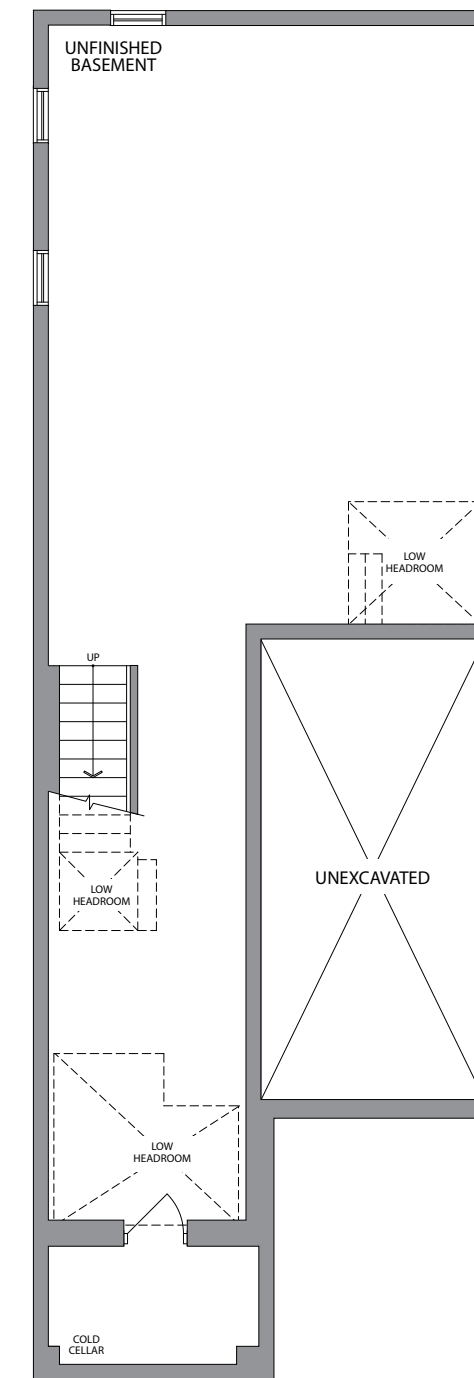 UNFINISHED
BASEMENT
LOW
HEADROOM
UP
UNEXCAVATED
LOW
HEADROOM
LOW
HEADROOM
COLD
CELLAR